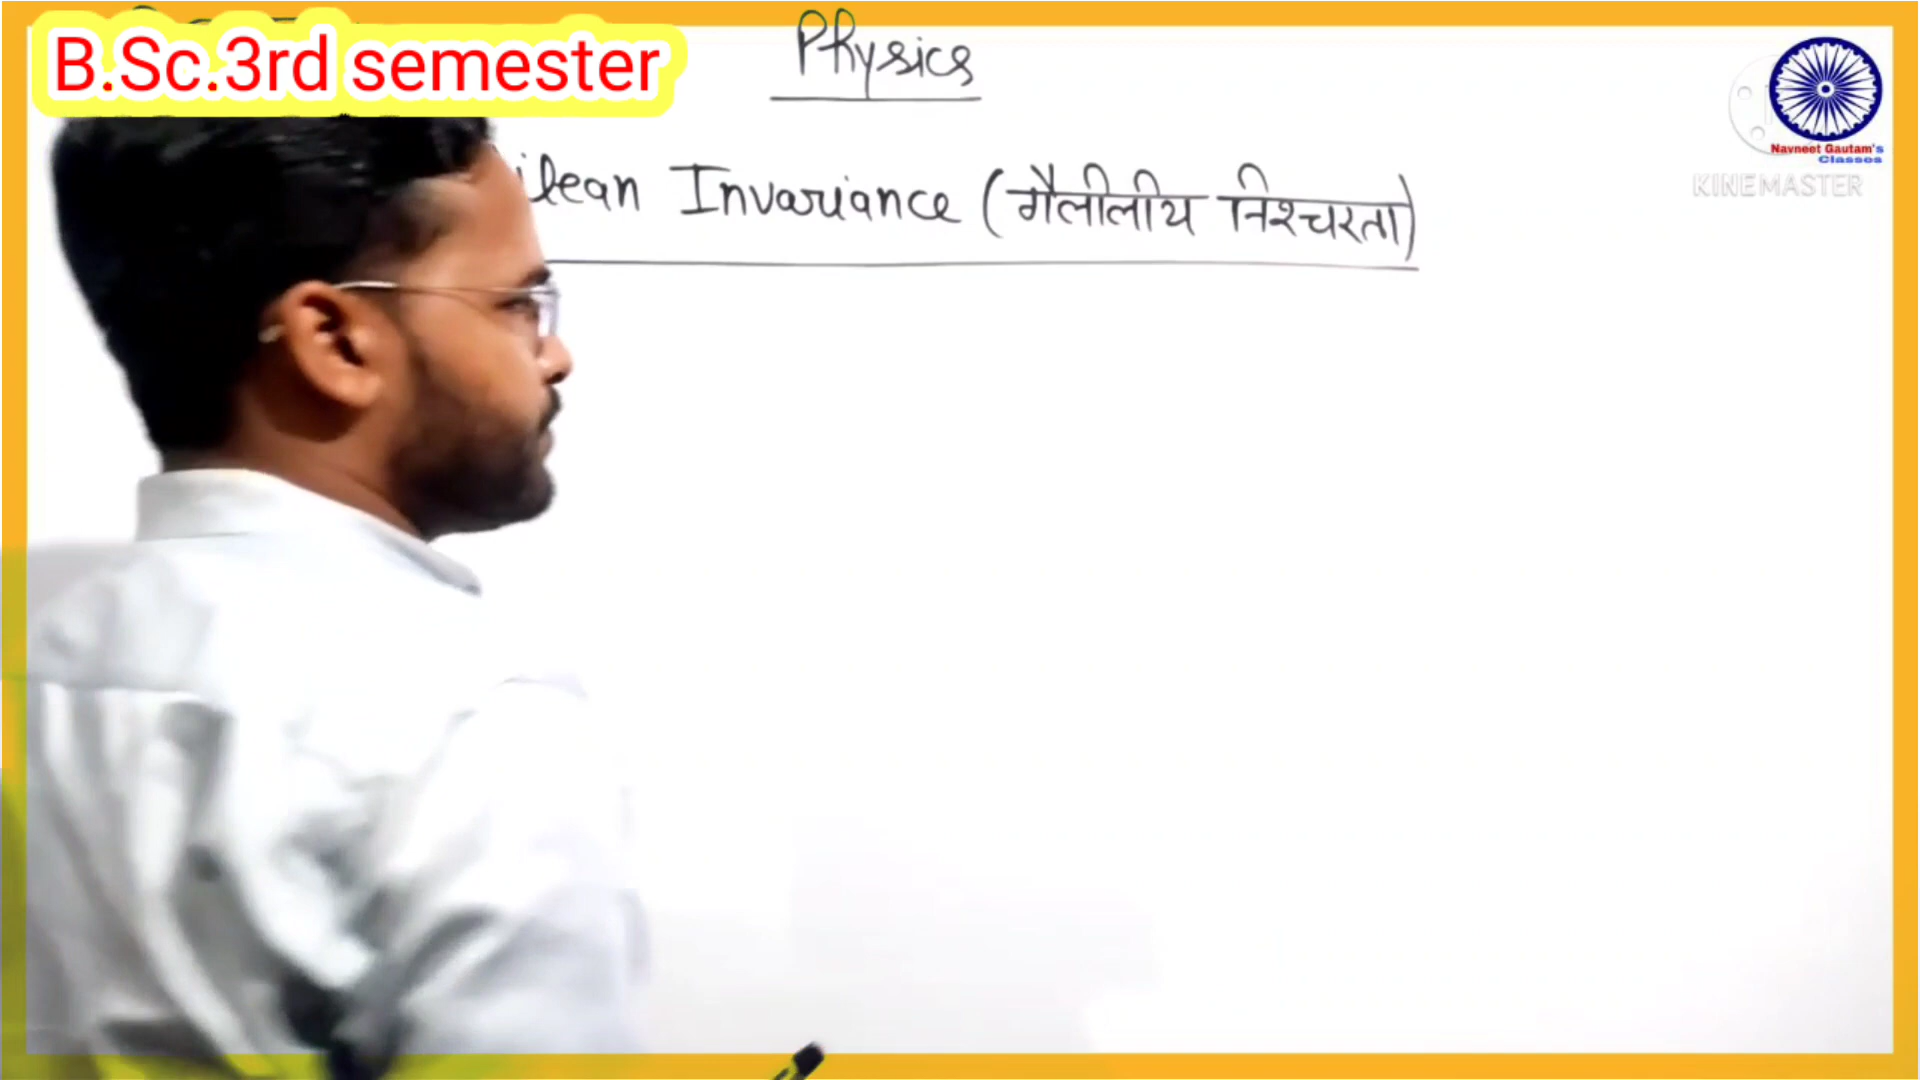 B.Sc.3rd semester
Physics
ilean Invariance (गैलीलीय निश्चरता)
Navneet Gautam's
Classes
KINEMASTER